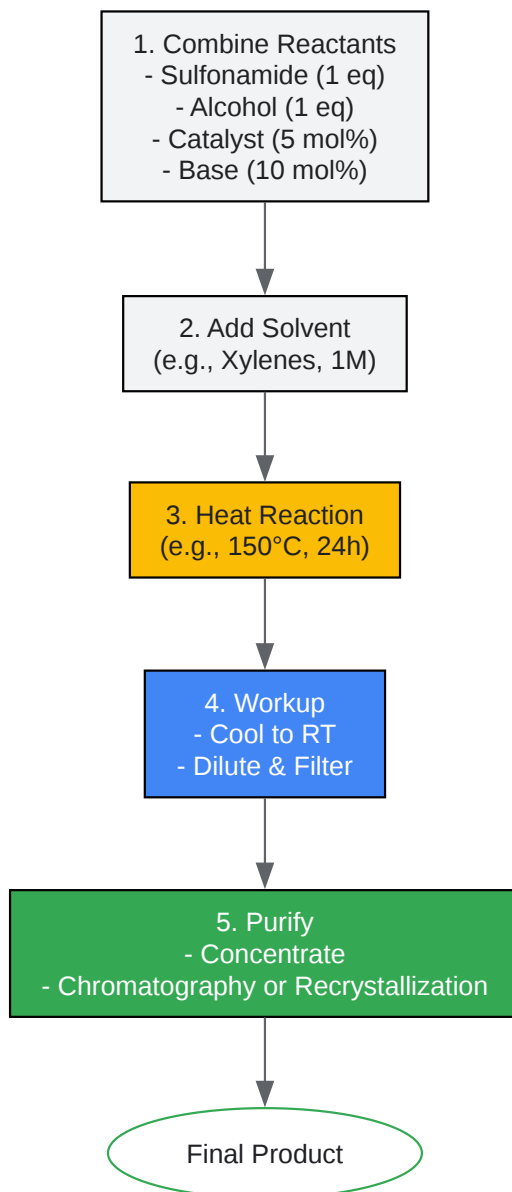 1. Combine Reactants
- Sulfonamide (1 eq)
- Alcohol (1 eq)
- Catalyst (5 mol%)
- Base (10 mol%)
2. Add Solvent
(e.g., Xylenes, 1M)
3. Heat Reaction
(e.g., 150°C, 24h)
4. Workup
- Cool to RT
- Dilute & Filter
5. Purify
- Concentrate
- Chromatography or Recrystallization
Final Product